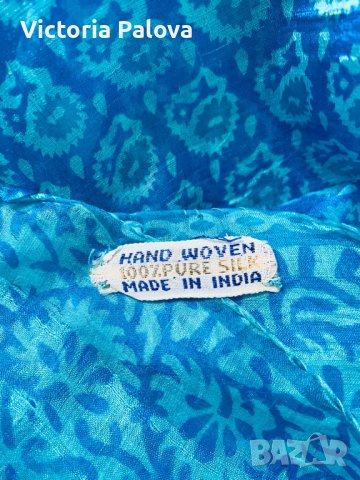 Victoria Palova
HAND WOVEN
100% PURE SILK
MADE IN INDIA
BAZAR